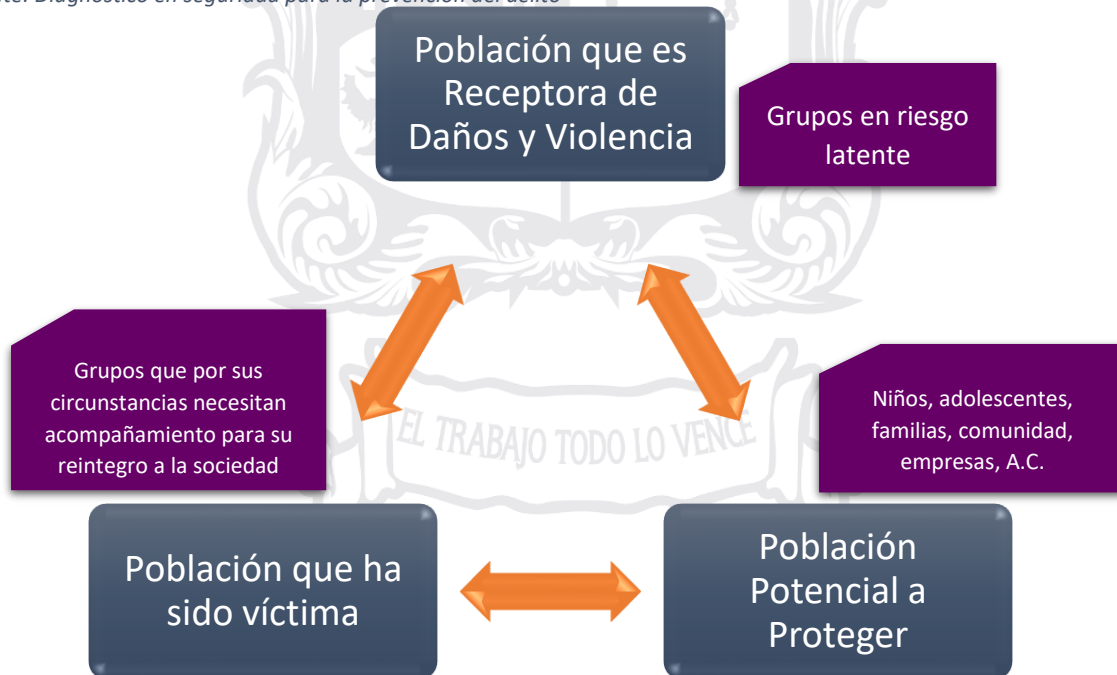 Diagnóstico en seguridad para la prevención del delito
Población que es
Receptora de
Daños y Violencia
Grupos en riesgo
latente
Grupos que por sus
circunstancias necesitan
acompañamiento para su
reintegro a la sociedad
Niños, adolescentes,
familias, comunidad,
empresas, A.C.
EL TRABAJO TODO LO VENCE
Población que ha
sido víctima
Población
Potencial a
Proteger